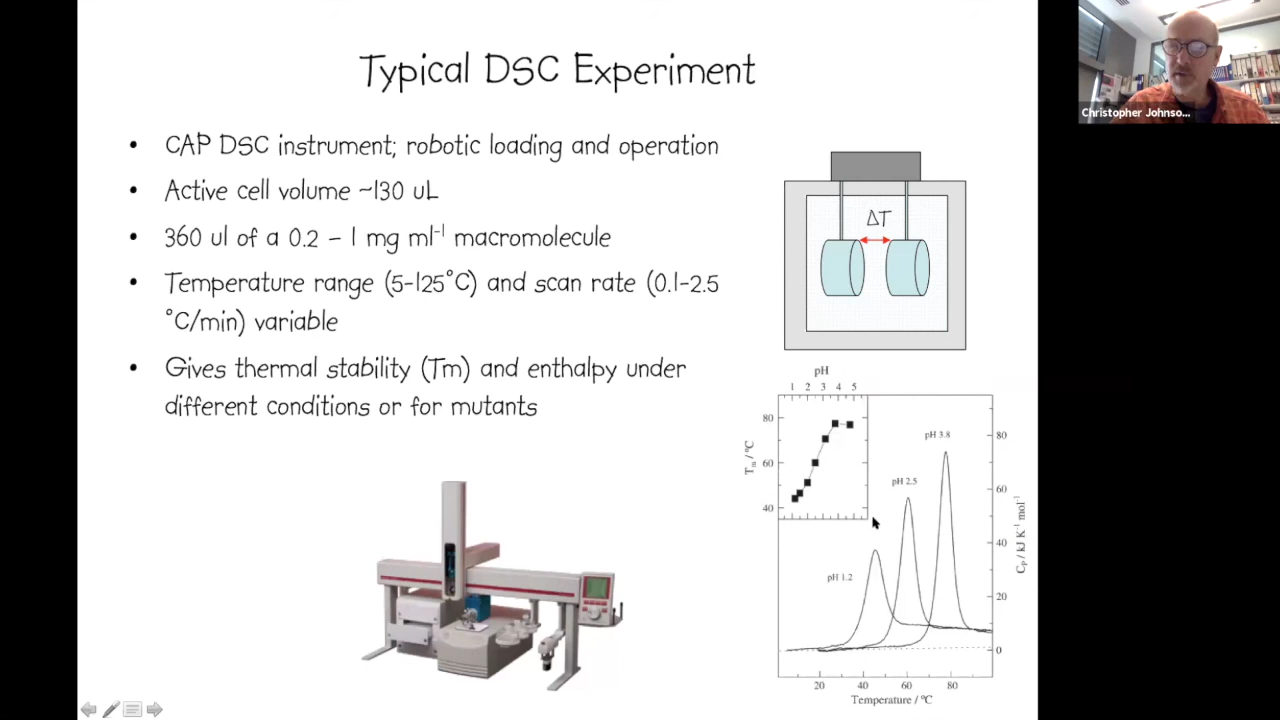 Typical DSC Experiment
• CAP DSC instrument; robotic loading and operation
• Active cell volume ~130 uL
• 360 ul of a 0.2 – 1 mg ml⁻¹ macromolecule
• Temperature range (5-125°C) and scan rate (0.1-2.5
°C/min) variable
• Gives thermal stability (Tm) and enthalpy under
different conditions or for mutants
Christopher Johnso...
ΔT
pH
1 2 3 4 5
80
60
40
Tm / °C
pH 3.8
pH 2.5
pH 1.2
80
60
40
20
0
Cp / kJ K⁻¹ mol⁻¹
20 40 60 80
Temperature / °C